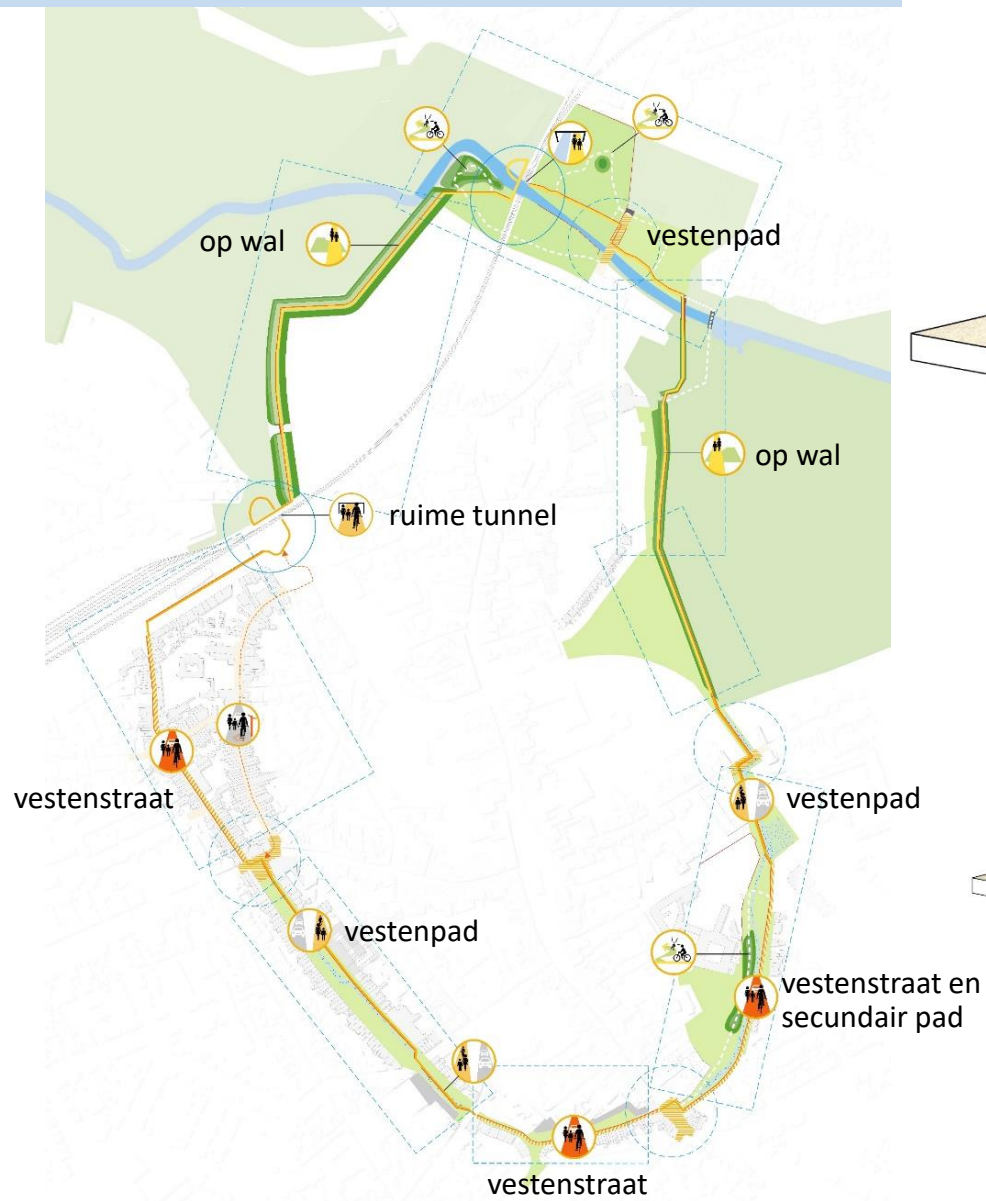 op wal
vestenpad
op wal
ruime tunnel
vestenstraat
vestenpad
vestenpad
vestenstraat en
secundair pad
vestenstraat